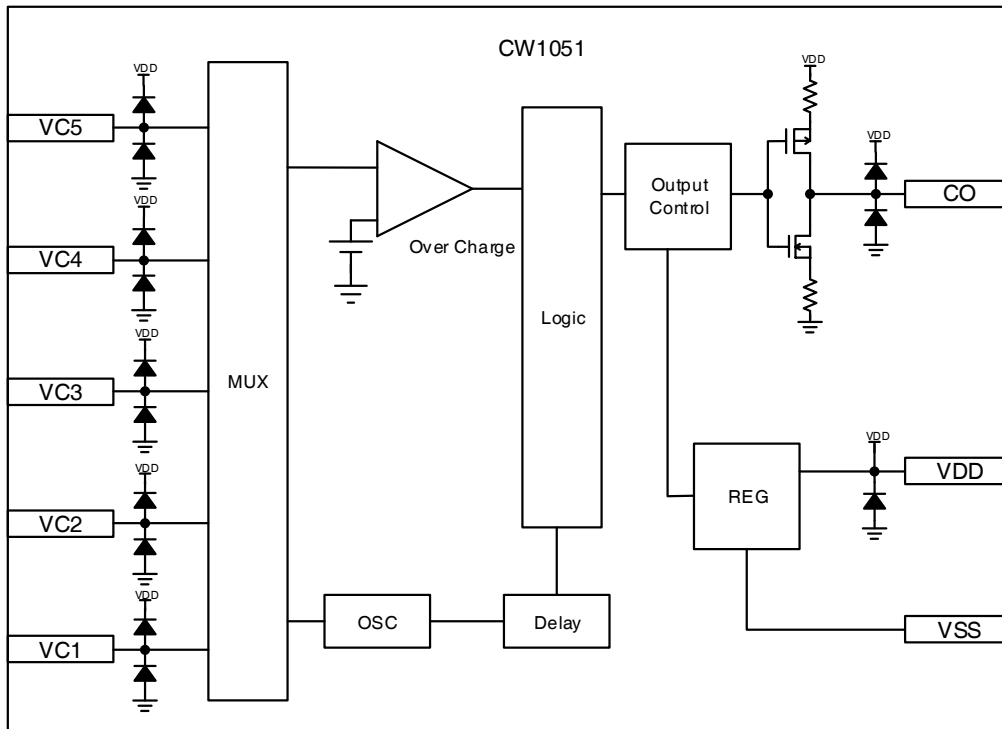 CW1051
VDD
VC5
VDD
VC4
VDD
VC3
VDD
VC2
VDD
VC1
MUX
Over Charge
Logic
OSC
Delay
Output
Control
VDD
VDD
CO
REG
VDD
VDD
VSS